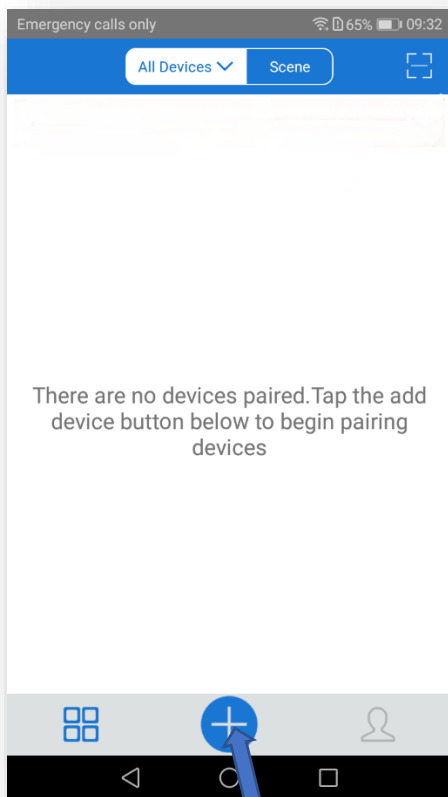 Emergency calls only 65% 09:32
All Devices Scene
There are no devices paired.Tap the add
device button below to begin pairing
devices